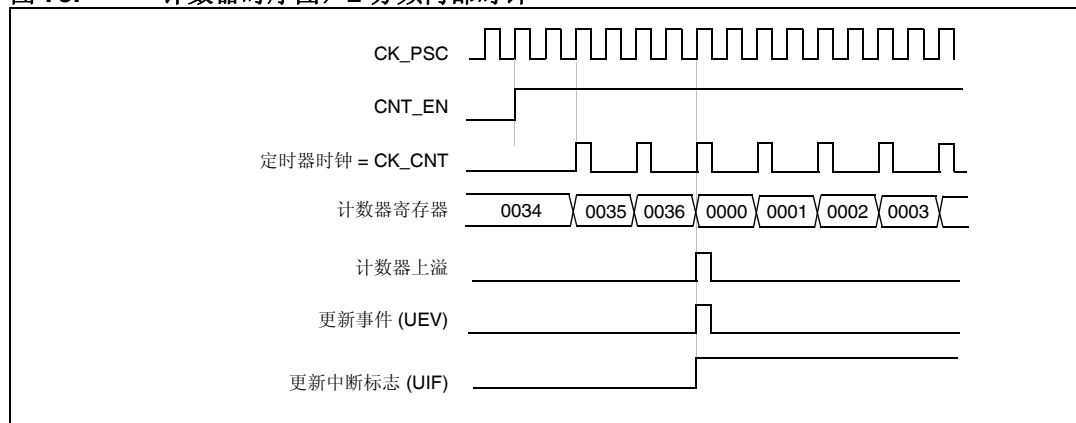 CK_PSC
CNT_EN
定时器时钟 = CK_CNT
计数器寄存器 0034 0035 0036 0000 0001 0002 0003
计数器上溢
更新事件 (UEV)
更新中断标志 (UIF)